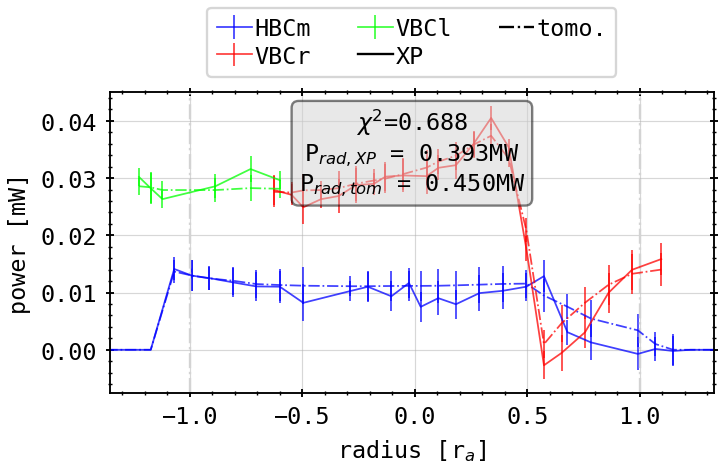 HBCm VBCl tomo.
VBCr XP
χ²=0.688
P_rad,XP = 0.393MW
P_rad,tom = 0.450MW
power [mW]
0.04
0.03
0.02
0.01
0.00
−1.0 −0.5 0.0 0.5 1.0
radius [r_a]